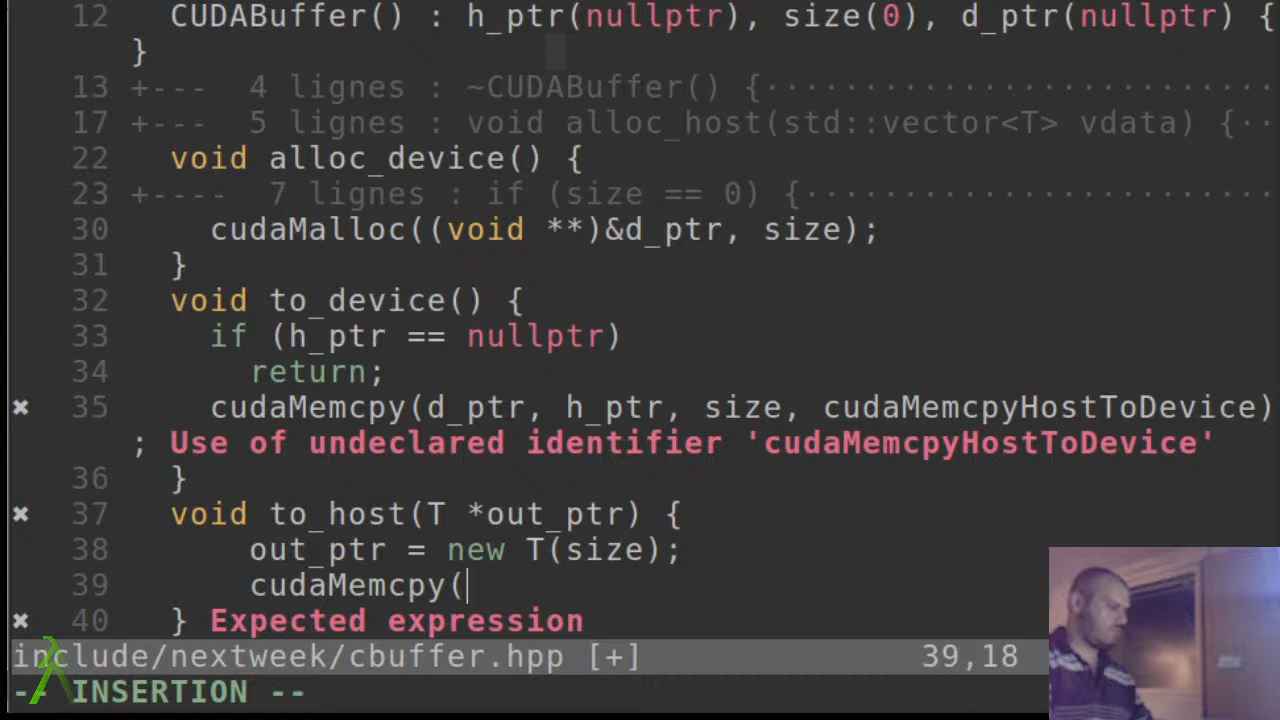 12 CUDABuffer() : h_ptr(nullptr), size(0), d_ptr(nullptr) {
}
13 +--- 4 lignes : ~CUDABuffer() {·····························
17 +--- 5 lignes : void alloc_host(std::vector<T> vdata) {··
22 void alloc_device() {
23 +---- 7 lignes : if (size == 0) {························
30 cudaMalloc((void **)&d_ptr, size);
31 }
32 void to_device() {
33 if (h_ptr == nullptr)
34 return;
✖ 35 cudaMemcpy(d_ptr, h_ptr, size, cudaMemcpyHostToDevice)
; Use of undeclared identifier 'cudaMemcpyHostToDevice'
36 }
✖ 37 void to_host(T *out_ptr) {
38 out_ptr = new T(size);
39 cudaMemcpy(
✖ 40 } Expected expression
include/nextweek/cbuffer.hpp [+] 39,18
-- INSERTION --